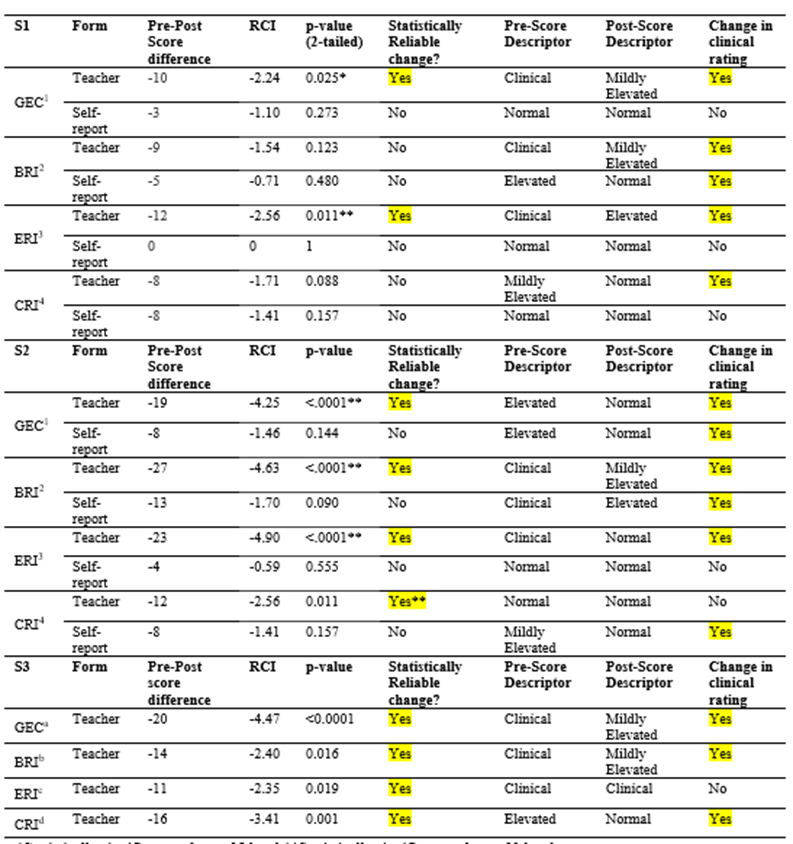 S1 Form Pre-Post Score difference RCI p-value (2-tailed) Statistically Reliable change? Pre-Score Descriptor Post-Score Descriptor Change in clinical rating
GEC1 Teacher -10 -2.24 0.025* Yes Clinical Mildly Elevated Yes
Self-report -3 -1.10 0.273 No Normal Normal No
BRI2 Teacher -9 -1.54 0.123 No Clinical Mildly Elevated Yes
Self-report -5 -0.71 0.480 No Elevated Normal Yes
ERI3 Teacher -12 -2.56 0.011** Yes Clinical Elevated Yes
Self-report 0 0 1 No Normal Normal No
CRI4 Teacher -8 -1.71 0.088 No Mildly Elevated Normal Yes
Self-report -8 -1.41 0.157 No Normal Normal No
S2 Form Pre-Post Score difference RCI p-value Statistically Reliable change? Pre-Score Descriptor Post-Score Descriptor Change in clinical rating
GEC1 Teacher -19 -4.25 <.0001** Yes Elevated Normal Yes
Self-report -8 -1.46 0.144 No Elevated Normal Yes
BRI2 Teacher -27 -4.63 <.0001** Yes Clinical Mildly Elevated Yes
Self-report -13 -1.70 0.090 No Clinical Elevated Yes
ERI3 Teacher -23 -4.90 <.0001** Yes Clinical Normal Yes
Self-report -4 -0.59 0.555 No Normal Normal No
CRI4 Teacher -12 -2.56 0.011 Yes** Normal Normal No
Self-report -8 -1.41 0.157 No Mildly Elevated Normal Yes
S3 Form Pre-Post score difference RCI p-value Statistically Reliable change? Pre-Score Descriptor Post-Score Descriptor Change in clinical rating
GECa Teacher -20 -4.47 <0.0001 Yes Clinical Mildly Elevated Yes
BRIb Teacher -14 -2.40 0.016 Yes Clinical Mildly Elevated Yes
ERIc Teacher -11 -2.35 0.019 Yes Clinical Clinical No
CRId Teacher -16 -3.41 0.001 Yes Elevated Normal Yes